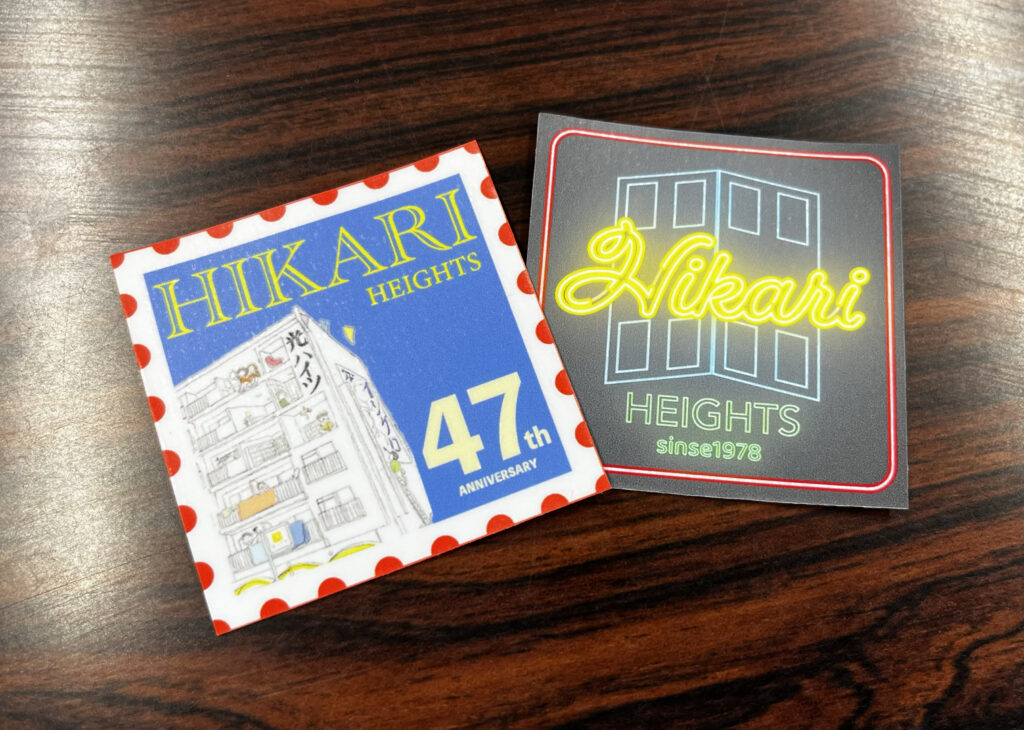 HIKARI
HEIGHTS
光ハイツ
47th
ANNIVERSARY
Hikari
HEIGHTS
sinse1978